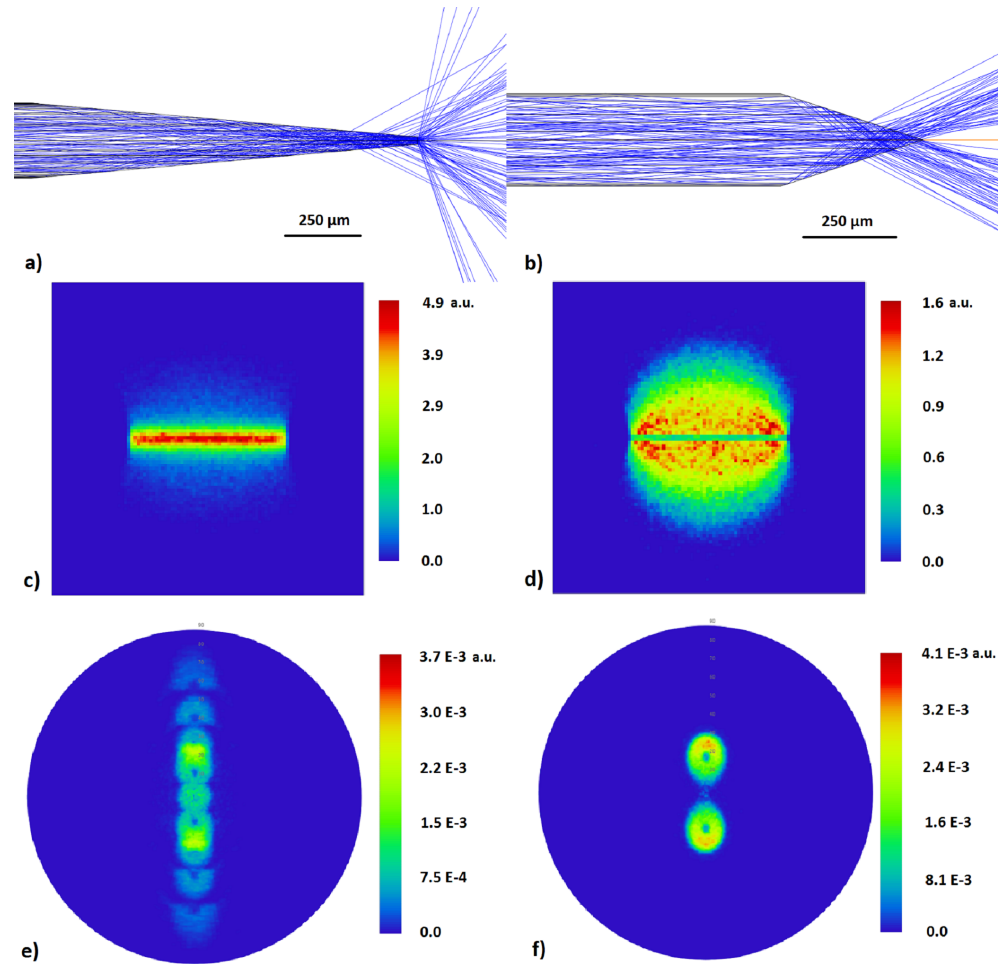 250 µm
250 µm
a)
b)
4.9 a.u.
3.9
2.9
2.0
1.0
0.0
c)
1.6 a.u.
1.2
0.9
0.6
0.3
0.0
d)
3.7 E-3 a.u.
3.0 E-3
2.2 E-3
1.5 E-3
7.5 E-4
0.0
e)
4.1 E-3 a.u.
3.2 E-3
2.4 E-3
1.6 E-3
8.1 E-3
0.0
f)